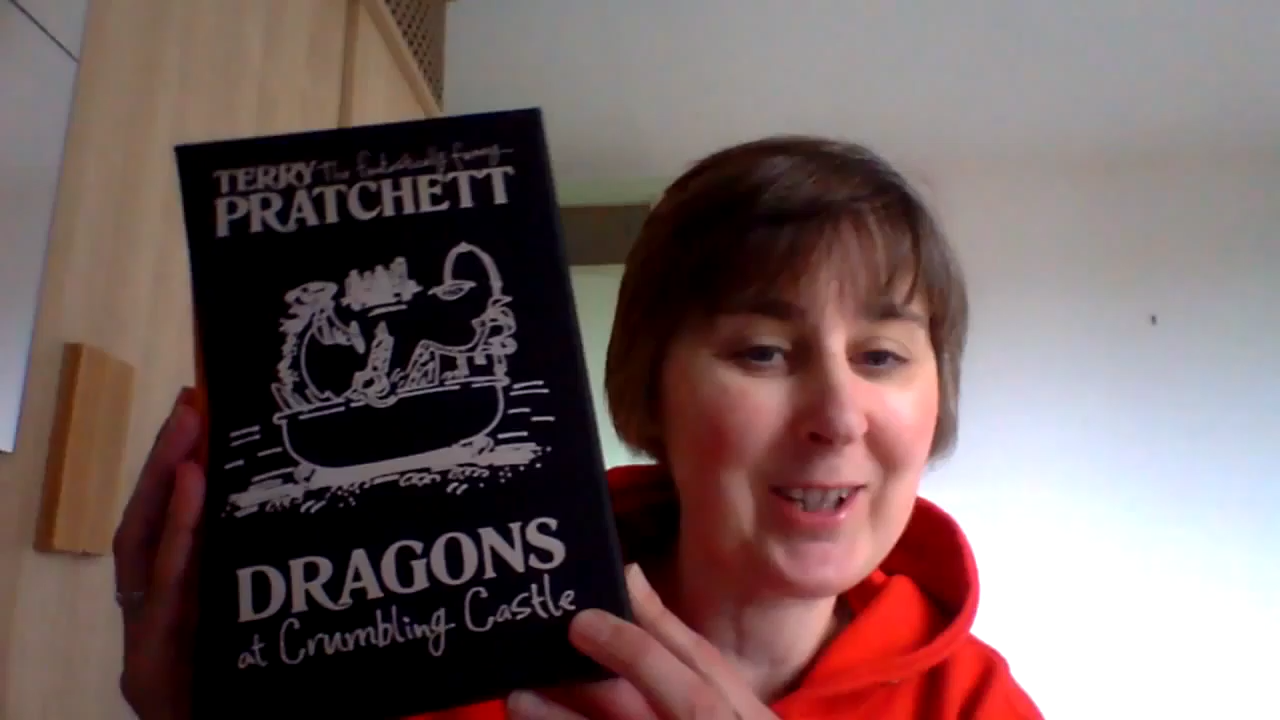 TERRY The fantastically funny
PRATCHETT
DRAGONS
at Crumbling Castle